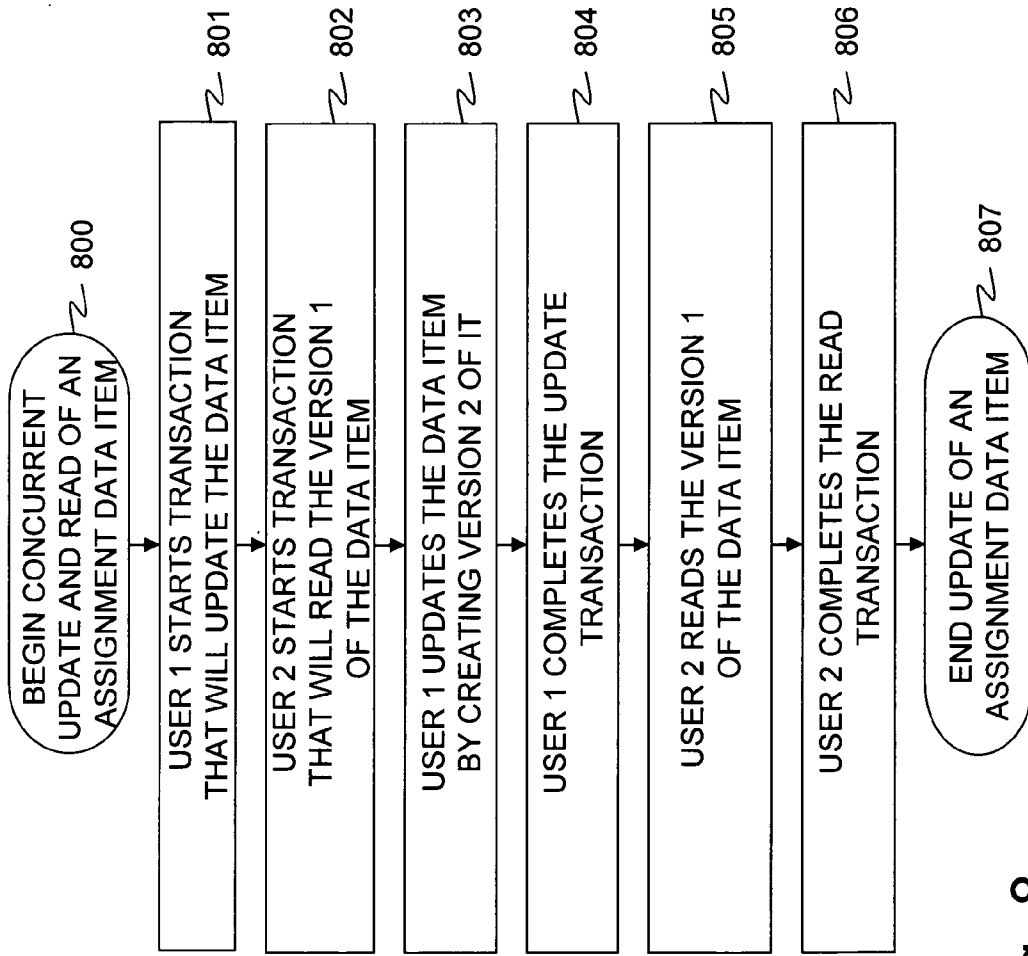 BEGIN CONCURRENT
UPDATE AND READ OF AN
ASSIGNMENT DATA ITEM
800
USER 1 STARTS TRANSACTION
THAT WILL UPDATE THE DATA ITEM
801
USER 2 STARTS TRANSACTION
THAT WILL READ THE VERSION 1
OF THE DATA ITEM
802
USER 1 UPDATES THE DATA ITEM
BY CREATING VERSION 2 OF IT
803
USER 1 COMPLETES THE UPDATE
TRANSACTION
804
USER 2 READS THE VERSION 1
OF THE DATA ITEM
805
USER 2 COMPLETES THE READ
TRANSACTION
806
END UPDATE OF AN
ASSIGNMENT DATA ITEM
807